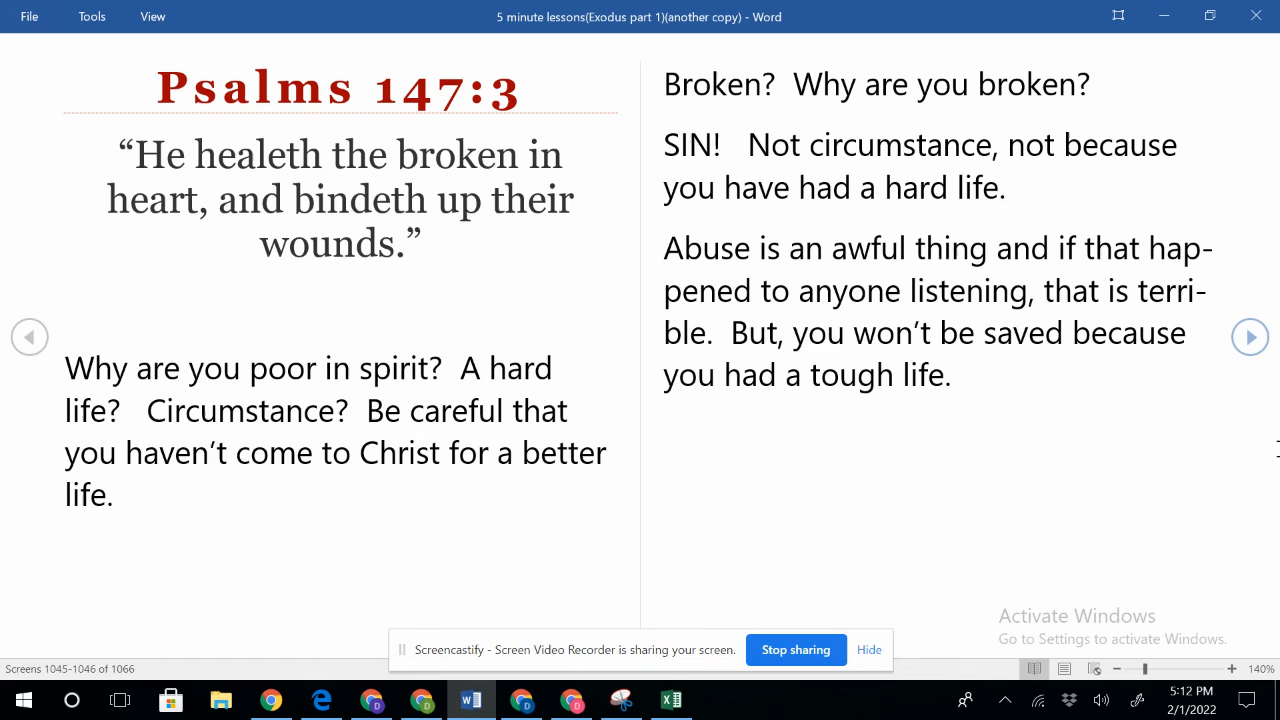 File Tools View 5 minute lessons(Exodus part 1)(another copy) - Word
Psalms 147:3
“He healeth the broken in
heart, and bindeth up their
wounds.”
Why are you poor in spirit? A hard
life? Circumstance? Be careful that
you haven’t come to Christ for a better
life.
Broken? Why are you broken?
SIN! Not circumstance, not because
you have had a hard life.
Abuse is an awful thing and if that hap-
pened to anyone listening, that is terri-
ble. But, you won’t be saved because
you had a tough life.
Activate Windows
Go to Settings to activate Windows.
Screencastify - Screen Video Recorder is sharing your screen. Stop sharing Hide
Screens 1045-1046 of 1066
140%
5:12 PM
2/1/2022